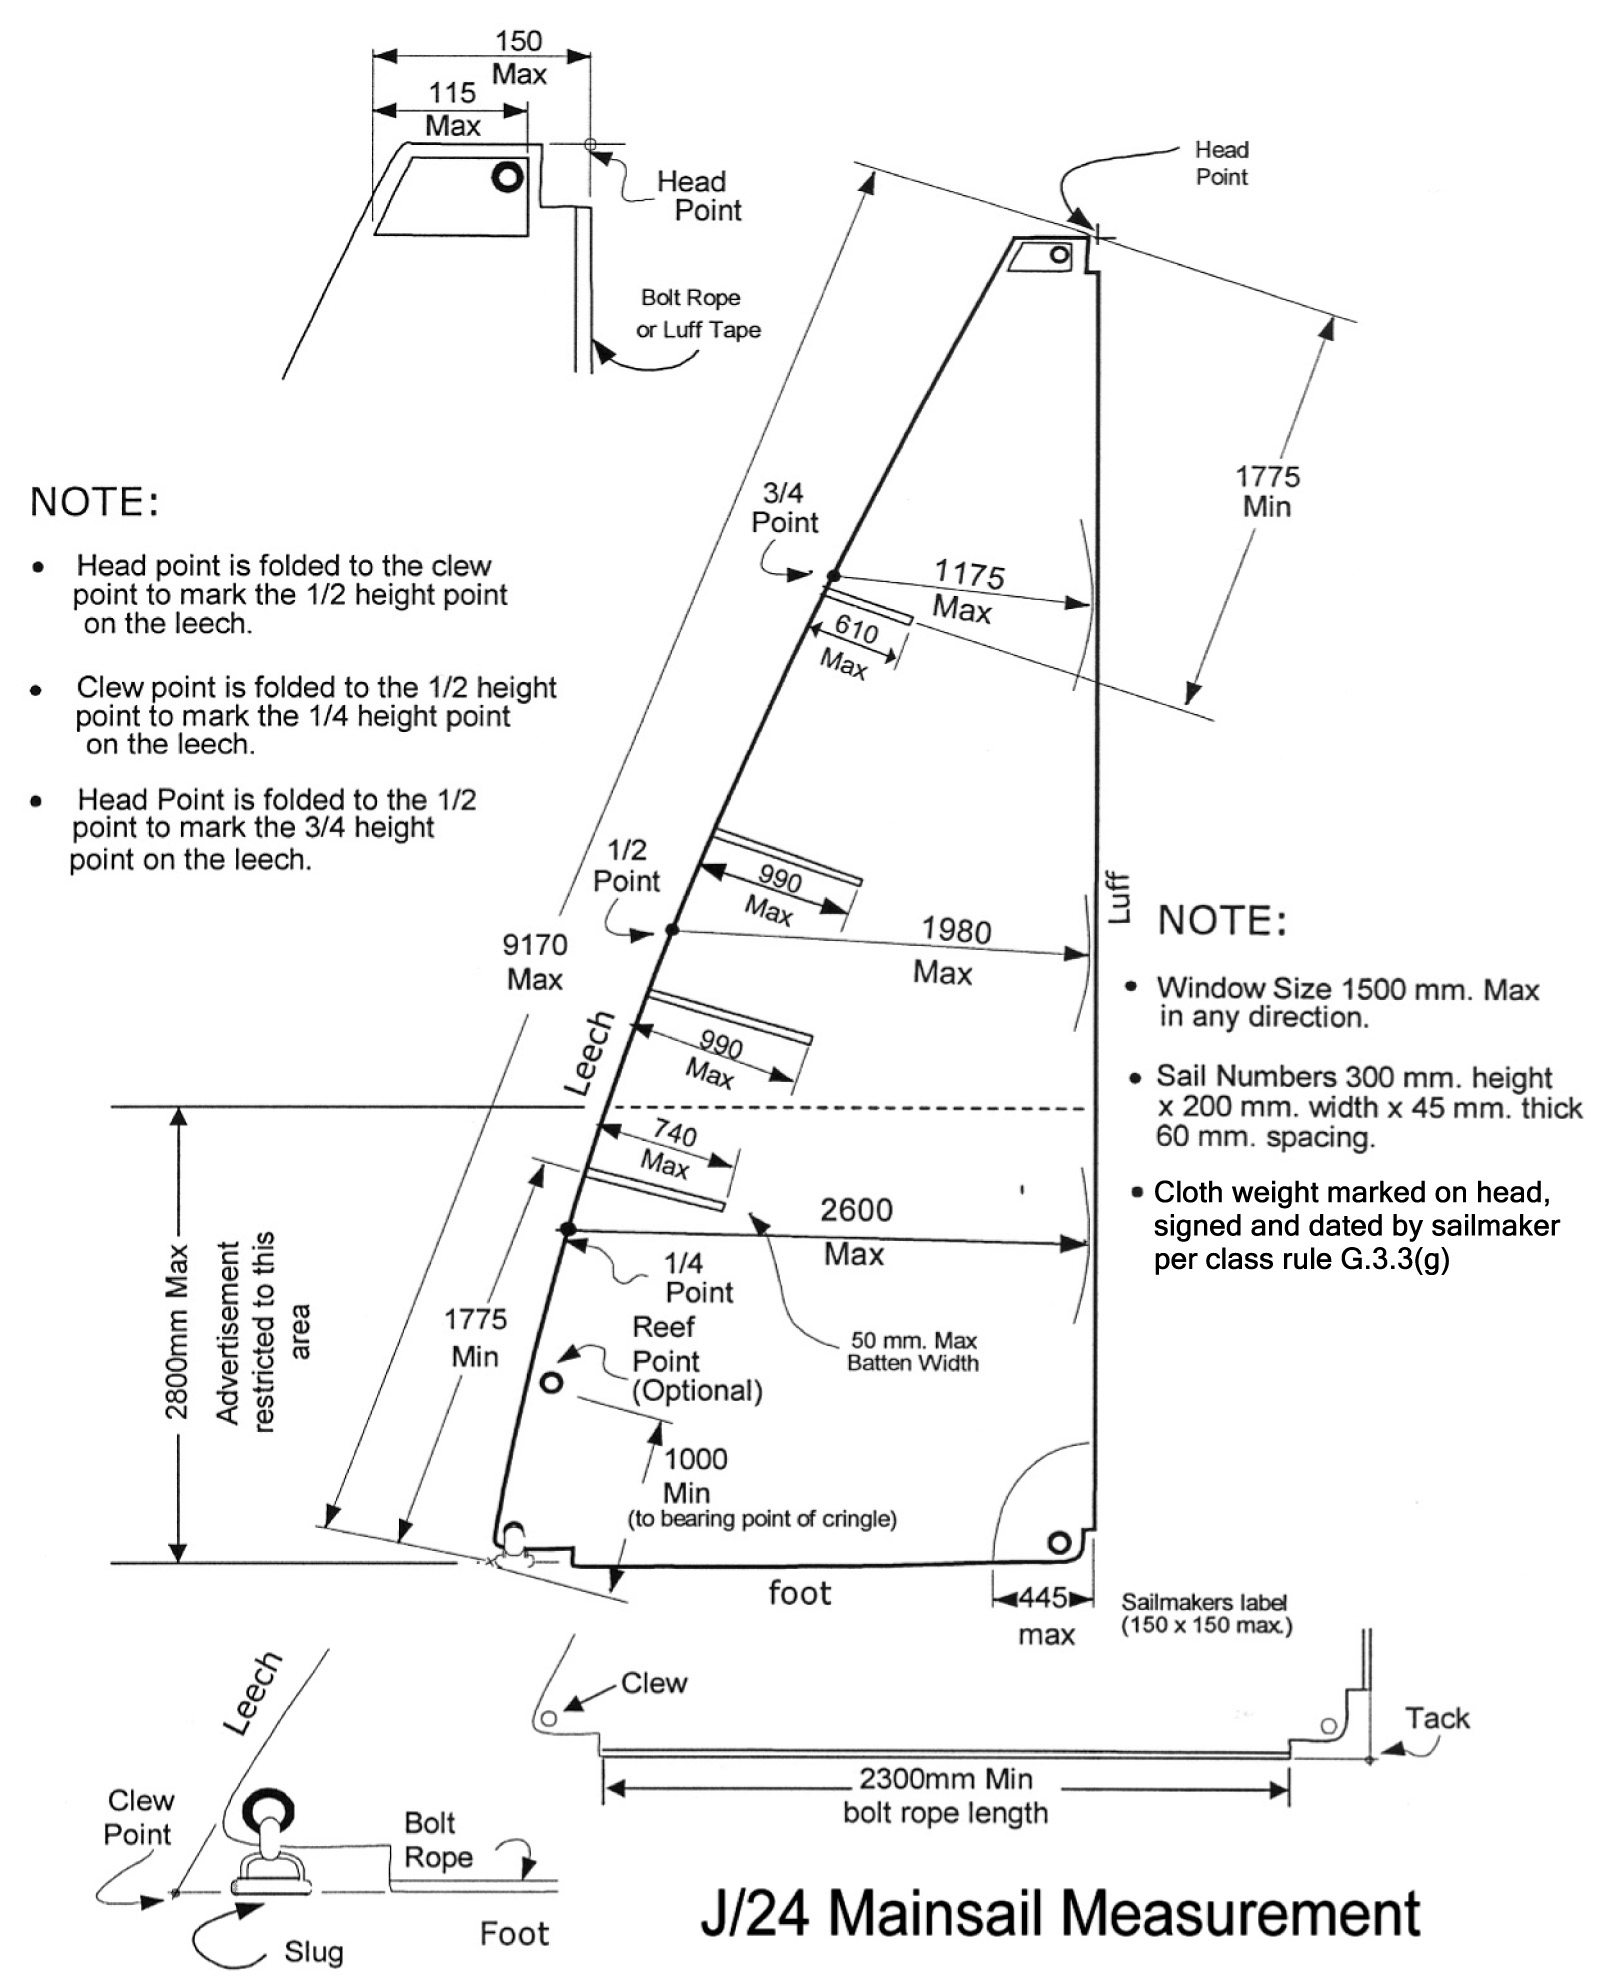 150
Max
115
Max
Head
Point
Bolt Rope
or Luff Tape
Head
Point
1775
Min
3/4
Point
1175
Max
610
Max
NOTE:
• Head point is folded to the clew
point to mark the 1/2 height point
on the leech.
• Clew point is folded to the 1/2 height
point to mark the 1/4 height point
on the leech.
• Head Point is folded to the 1/2
point to mark the 3/4 height
point on the leech.
1/2
Point
990
Max
1980
Max
Luff
9170
Max
Leech
990
Max
NOTE:
• Window Size 1500 mm. Max
in any direction.
• Sail Numbers 300 mm. height
x 200 mm. width x 45 mm. thick
60 mm. spacing.
• Cloth weight marked on head,
signed and dated by sailmaker
per class rule G.3.3(g)
740
Max
2600
Max
1/4
Point
2800mm Max
Advertisement
restricted to this
area
1775
Min
Reef
Point
(Optional)
50 mm. Max
Batten Width
1000
Min
(to bearing point of cringle)
foot
445
max
Sailmakers label
(150 x 150 max.)
Leech
Clew
Tack
2300mm Min
bolt rope length
Clew
Point
Bolt
Rope
Foot
Slug
J/24 Mainsail Measurement